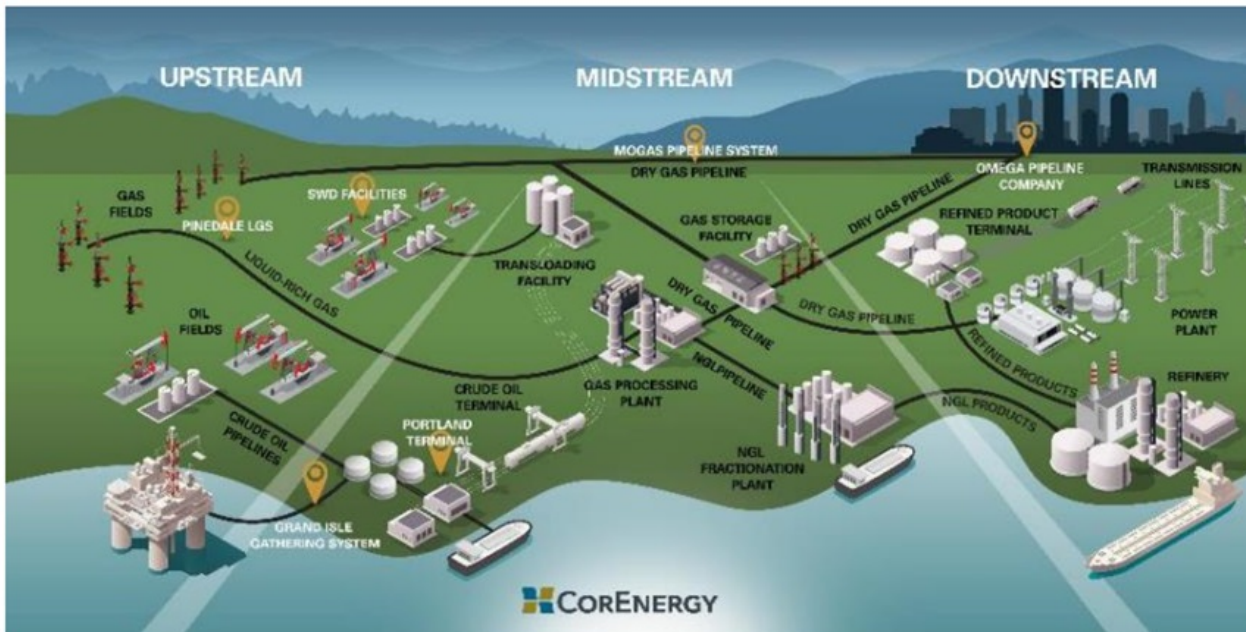 UPSTREAM
MIDSTREAM
DOWNSTREAM
MOGAS PIPELINE SYSTEM
DRY GAS PIPELINE
OMEGA PIPELINE
COMPANY
TRANSMISSION
LINES
GAS
FIELDS
PINEDALE LGS
SWD FACILITIES
TRANSLOADING
FACILITY
GAS STORAGE
FACILITY
DRY GAS PIPELINE
REFINED PRODUCT
TERMINAL
LIQUID-RICH GAS
OIL
FIELDS
DRY GAS PIPELINE
DRY GAS PIPELINE
POWER
PLANT
CRUDE OIL
TERMINAL
GAS PROCESSING
PLANT
NGLPIPELINE
REFINED PRODUCTS
REFINERY
NGL PRODUCTS
CRUDE OIL
PIPELINES
PORTLAND
TERMINAL
NGL
FRACTIONATION
PLANT
GRAND ISLE
GATHERING SYSTEM
CORENERGY